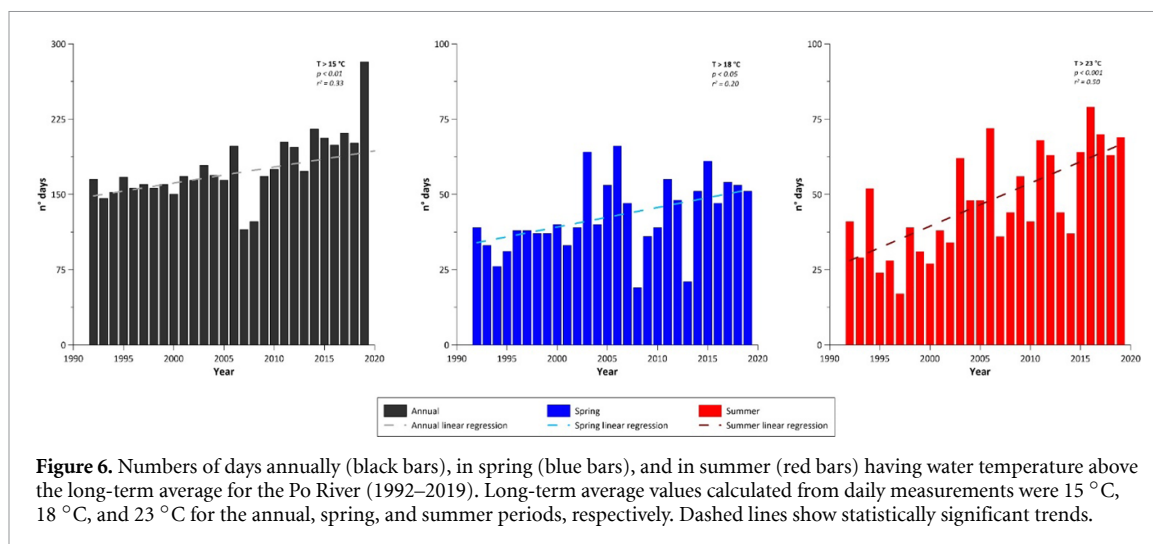 300
225
150
75
0
n° days
T > 15 °C
p < 0.01
r² = 0.33
1990 1995 2000 2005 2010 2015 2020
Year
100
75
50
25
0
n° days
T > 18 °C
p < 0.05
r² = 0.20
1990 1995 2000 2005 2010 2015 2020
Year
100
75
50
25
0
n° days
T > 23 °C
p < 0.001
r² = 0.50
1990 1995 2000 2005 2010 2015 2020
Year
Annual Spring Summer
Annual linear regression Spring linear regression Summer linear regression
Figure 6. Numbers of days annually (black bars), in spring (blue bars), and in summer (red bars) having water temperature above
the long-term average for the Po River (1992–2019). Long-term average values calculated from daily measurements were 15 °C,
18 °C, and 23 °C for the annual, spring, and summer periods, respectively. Dashed lines show statistically significant trends.